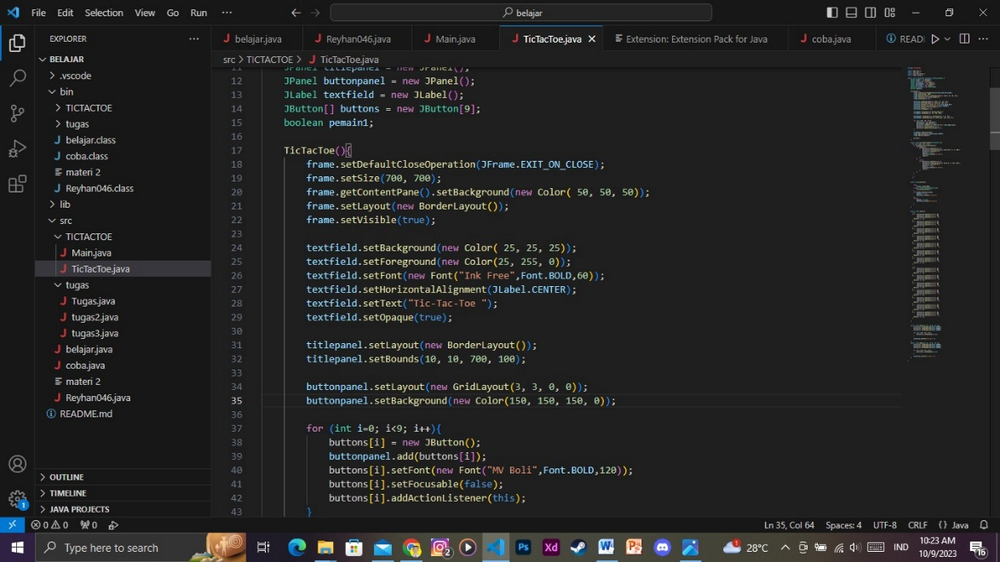 File Edit Selection View Go Run ···
belajar
EXPLORER ···
BELAJAR
.vscode
bin
TICTACTOE
tugas
belajar.class
coba.class
materi 2
Reyhan046.class
lib
src
TICTACTOE
Main.java
TicTacToe.java
tugas
Tugas.java
tugas2.java
tugas3.java
belajar.java
coba.java
materi 2
Reyhan046.java
README.md
OUTLINE
TIMELINE
JAVA PROJECTS
belajar.java Reyhan046.java Main.java TicTacToe.java Extension: Extension Pack for Java coba.java READ
src > TICTACTOE > TicTacToe.java
11 JPanel titlepanel = new JPanel();
12 JPanel buttonpanel = new JPanel();
13 JLabel textfield = new JLabel();
14 JButton[] buttons = new JButton[9];
15 boolean pemain1;
16
17 TicTacToe(){
18 frame.setDefaultCloseOperation(JFrame.EXIT_ON_CLOSE);
19 frame.setSize(700, 700);
20 frame.getContentPane().setBackground(new Color( 50, 50, 50));
21 frame.setLayout(new BorderLayout());
22 frame.setVisible(true);
23
24 textfield.setBackground(new Color( 25, 25, 25));
25 textfield.setForeground(new Color(25, 255, 0));
26 textfield.setFont(new Font("Ink Free",Font.BOLD,60));
27 textfield.setHorizontalAlignment(JLabel.CENTER);
28 textfield.setText("Tic-Tac-Toe ");
29 textfield.setOpaque(true);
30
31 titlepanel.setLayout(new BorderLayout());
32 titlepanel.setBounds(10, 10, 700, 100);
33
34 buttonpanel.setLayout(new GridLayout(3, 3, 0, 0));
35 buttonpanel.setBackground(new Color(150, 150, 150, 0));
36
37 for (int i=0; i<9; i++){
38 buttons[i] = new JButton();
39 buttonpanel.add(buttons[i]);
40 buttons[i].setFont(new Font("MV Boli",Font.BOLD,120));
41 buttons[i].setFocusable(false);
42 buttons[i].addActionListener(this);
43 }
1
0 0 0 Ln 35, Col 64 Spaces: 4 UTF-8 CRLF {} Java
Type here to search
2
Ps Xd W P
1 28°C IND 10:23 AM
10/9/2023
16